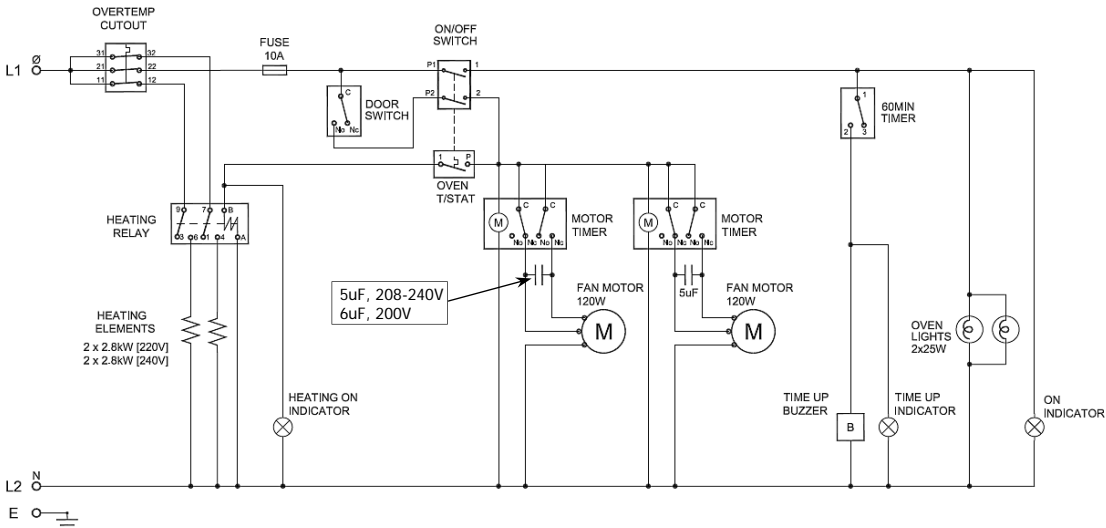 OVERTEMP
CUTOUT
31 32
21 22
11 12
FUSE
10A
ON/OFF
SWITCH
P1 1
P2 2
L1 Ø
C
No Nc
DOOR
SWITCH
1
2 3
60MIN
TIMER
1 P
OVEN
T/STAT
9 7 B
3 6 1 4 A
HEATING
RELAY
M
C C
No Nc No Nc
MOTOR
TIMER
M
C C
No Nc No Nc
MOTOR
TIMER
5uF, 208-240V
6uF, 200V
FAN MOTOR
120W
M
5uF
FAN MOTOR
120W
M
HEATING
ELEMENTS
2 x 2.8kW [220V]
2 x 2.8kW [240V]
OVEN
LIGHTS
2x25W
HEATING ON
INDICATOR
TIME UP
BUZZER
B
TIME UP
INDICATOR
ON
INDICATOR
L2 N
E